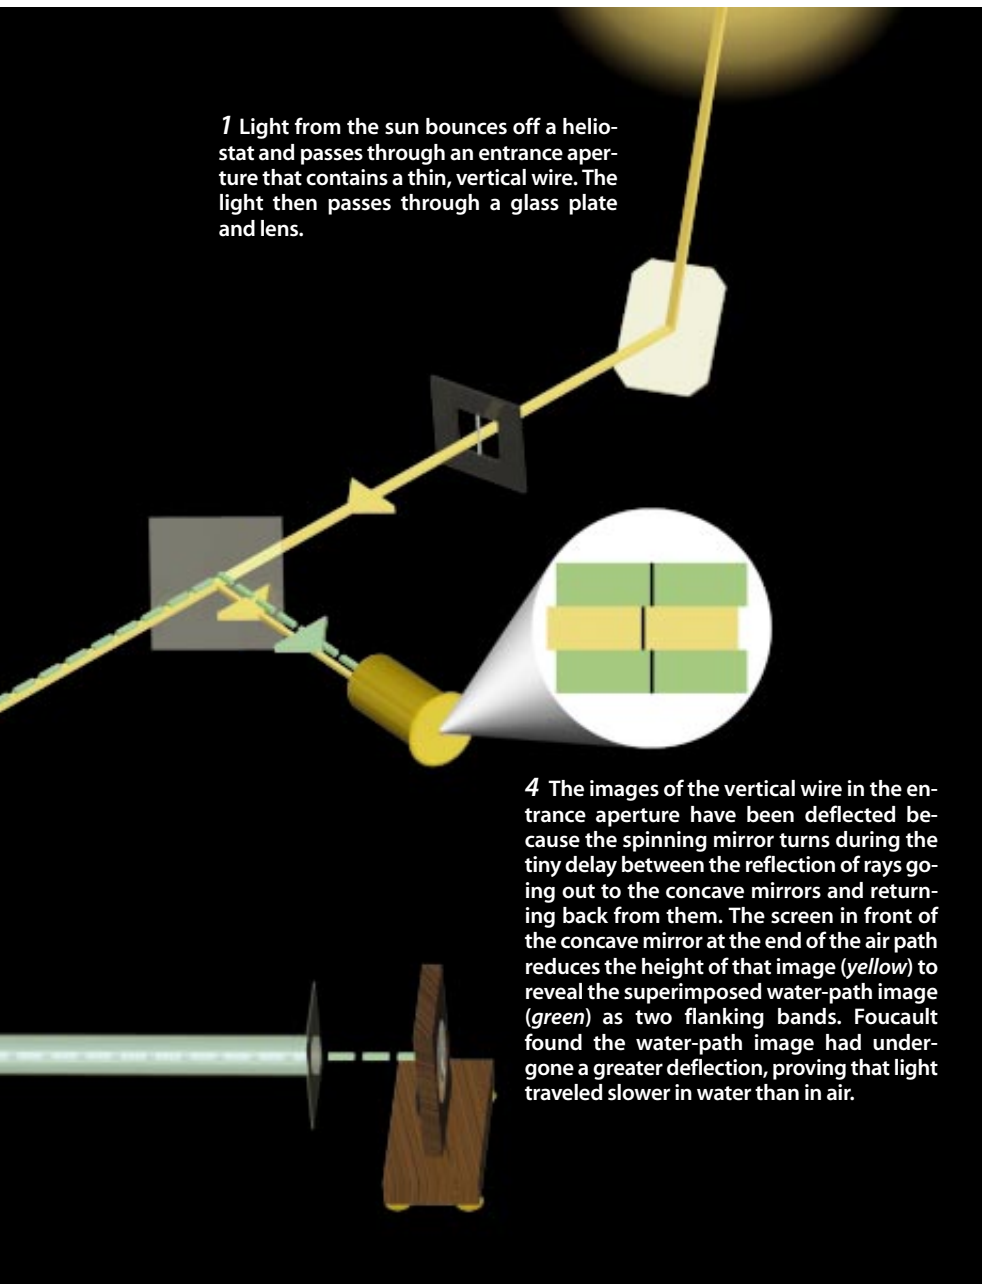 1 Light from the sun bounces off a helio-
stat and passes through an entrance aper-
ture that contains a thin, vertical wire. The
light then passes through a glass plate
and lens.
4 The images of the vertical wire in the en-
trance aperture have been deflected be-
cause the spinning mirror turns during the
tiny delay between the reflection of rays go-
ing out to the concave mirrors and return-
ing back from them. The screen in front of
the concave mirror at the end of the air path
reduces the height of that image (yellow) to
reveal the superimposed water-path image
(green) as two flanking bands. Foucault
found the water-path image had under-
gone a greater deflection, proving that light
traveled slower in water than in air.